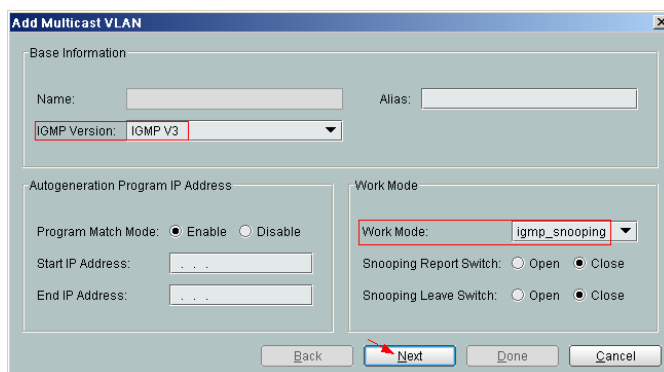 Add Multicast VLAN
Base Information
Name:
Alias:
IGMP Version: IGMP V3
Autogeneration Program IP Address
Program Match Mode: Enable Disable
Start IP Address: . . .
End IP Address: . . .
Work Mode
Work Mode: igmp_snooping
Snooping Report Switch: Open Close
Snooping Leave Switch: Open Close
Back Next Done Cancel